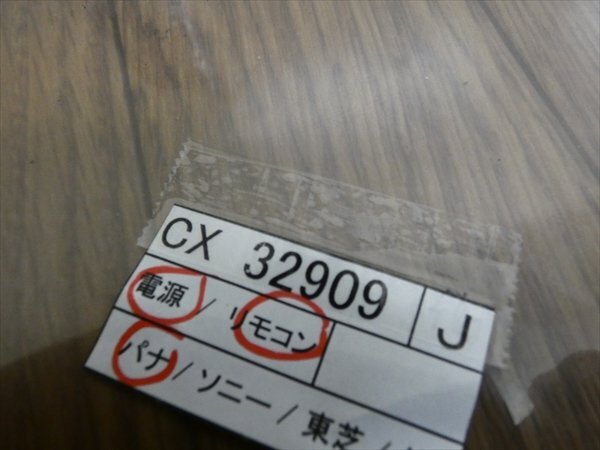 CX 32909 J
電源 / リモコン
パナ / ソニー / 東芝 /